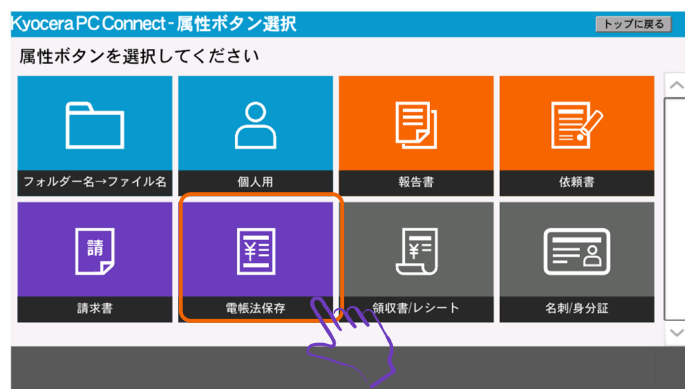 Kyocera PC Connect - 属性ボタン選択
トップに戻る
属性ボタンを選択してください
フォルダー名→ファイル名
個人用
報告書
依頼書
請
¥
¥
請求書
電帳法保存
領収書/レシート
名刺/身分証